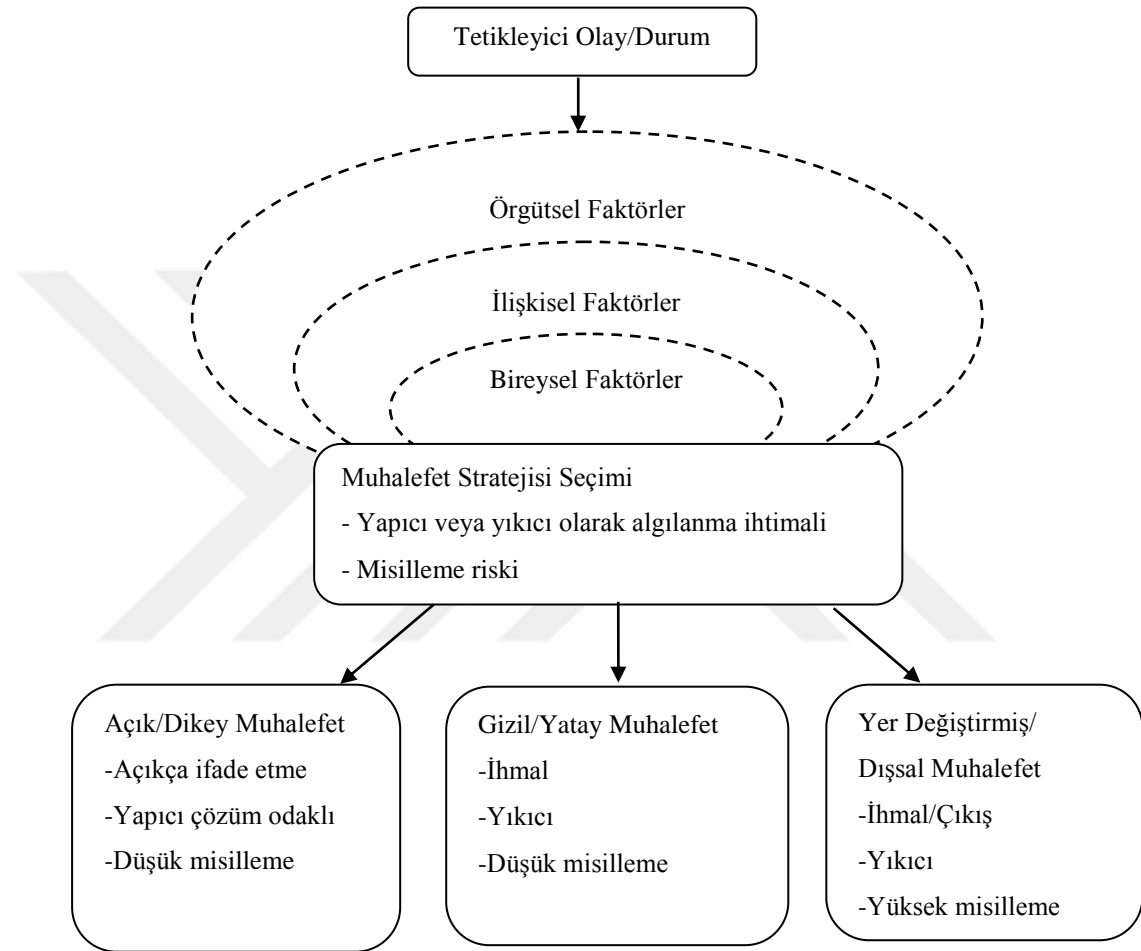 Tetikleyici Olay/Durum
Örgütsel Faktörler
İlişkisel Faktörler
Bireysel Faktörler
Muhalefet Stratejisi Seçimi
- Yapıcı veya yıkıcı olarak algılanma ihtimali
- Misilleme riski
Açık/Dikey Muhalefet
-Açıkça ifade etme
-Yapıcı çözüm odaklı
-Düşük misilleme
Gizil/Yatay Muhalefet
-İhmal
-Yıkıcı
-Düşük misilleme
Yer Değiştirmiş/
Dışsal Muhalefet
-İhmal/Çıkış
-Yıkıcı
-Yüksek misilleme